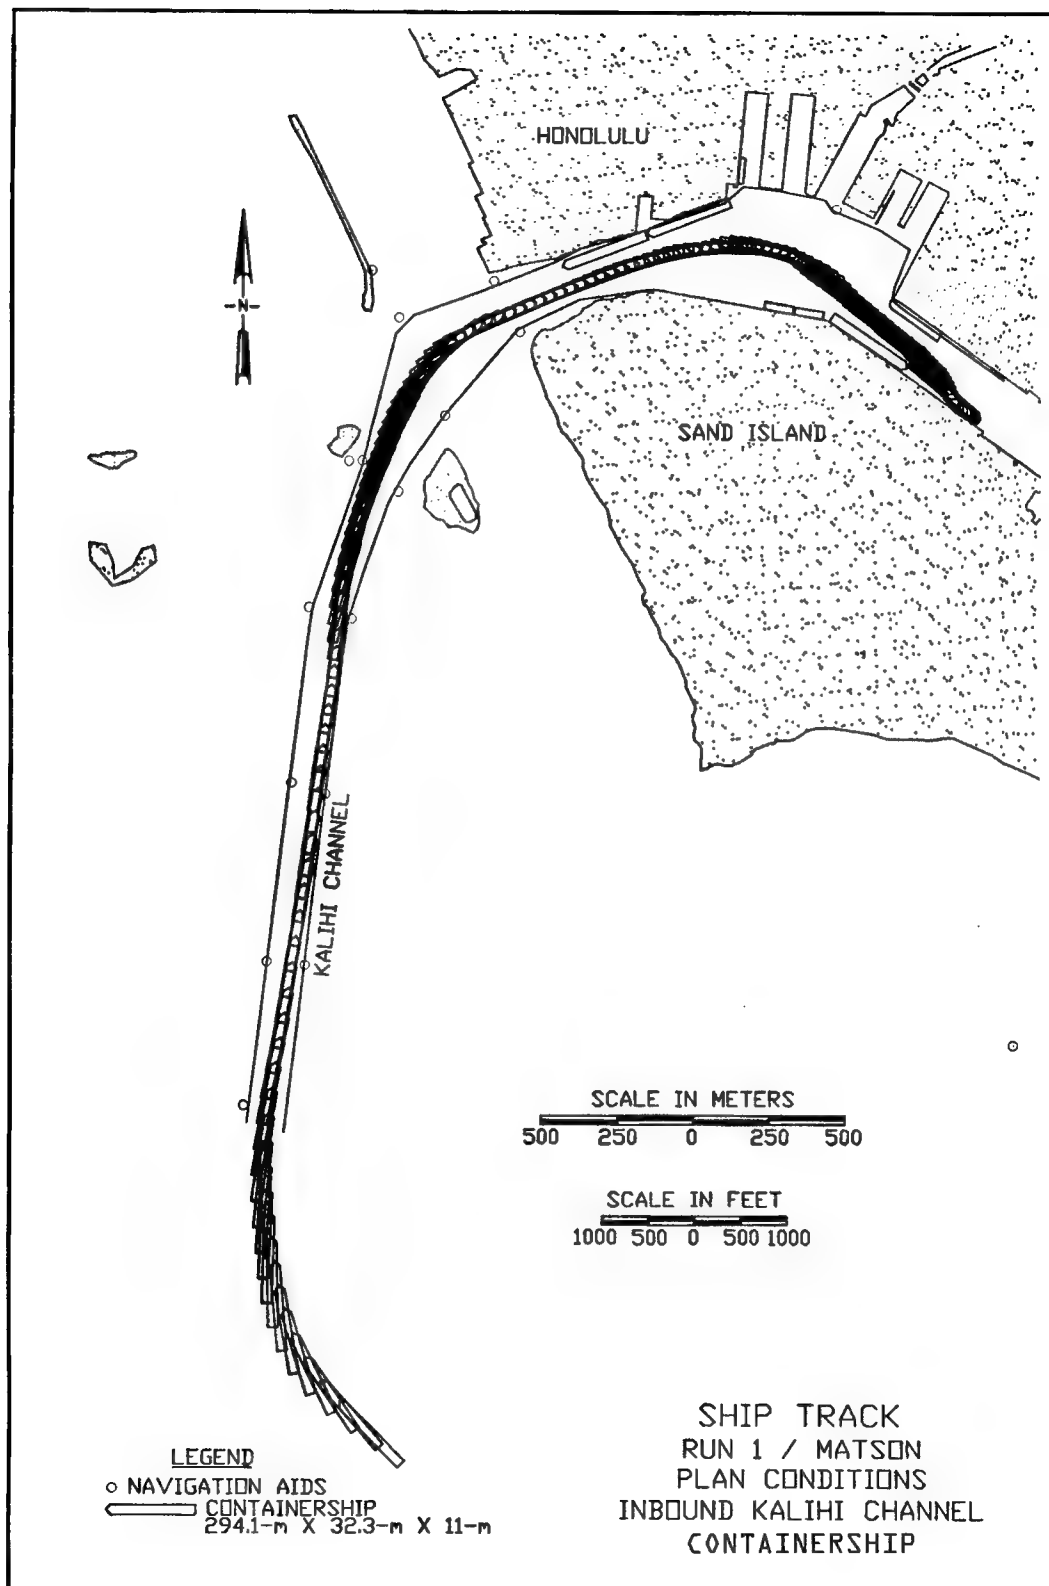 HONOLULU
-N-
SAND ISLAND
KALIHI CHANNEL
SCALE IN METERS
500 250 0 250 500
SCALE IN FEET
1000 500 0 500 1000
SHIP TRACK
RUN 1 / MATSON
PLAN CONDITIONS
INBOUND KALIHI CHANNEL
CONTAINERSHIP
LEGEND
NAVIGATION AIDS
CONTAINERSHIP
294.1-m X 32.3-m X 11-m